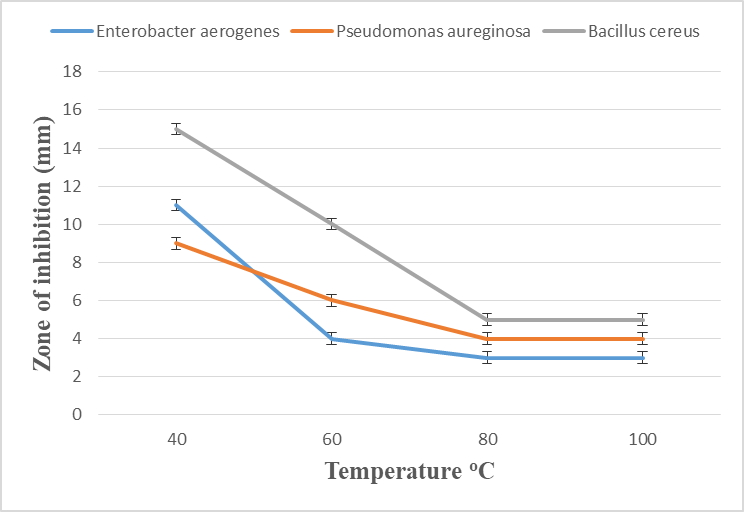 Enterobacter aerogenes Pseudomonas aureginosa Bacillus cereus
18
16
14
12
10
8
6
4
2
0
Zone of inhibition (mm)
40 60 80 100
Temperature ᵒC